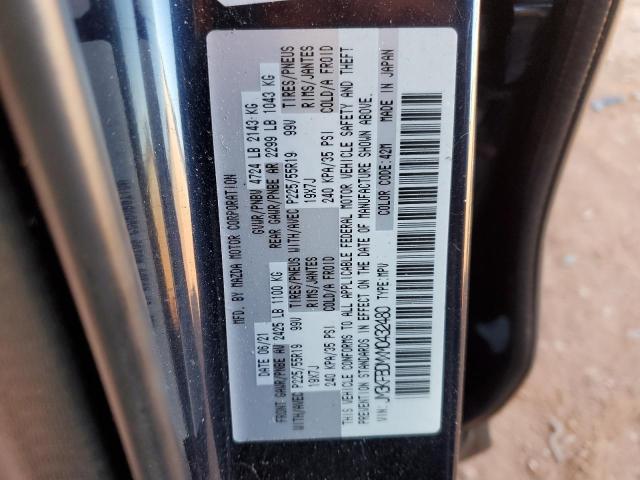 MFD. BY MAZDA MOTOR CORPORATION
DATE 06/21 GVWR/PNBV 4724 LB 2143 KG
FRONT GAWR/PNBE AV 2425 LB 1100 KG REAR GAWR/PNBE AR 2299 LB 1043 KG
WITH/AVEC P225/55R19 99V TIRES/PNEUS WITH/AVEC P225/55R19 99V TIRES/PNEUS
19X7J RIMS/JANTES 19X7J RIMS/JANTES
240 KPA/35 PSI COLD/A FROID 240 KPA/35 PSI COLD/A FROID
THIS VEHICLE CONFORMS TO ALL APPLICABLE FEDERAL MOTOR VEHICLE SAFETY AND THEFT
PREVENTION STANDARDS IN EFFECT ON THE DATE OF MANUFACTURE SHOWN ABOVE.
VIN: JM3KFBDM TYPE: MPV COLOR CODE: 42M MADE IN JAPAN